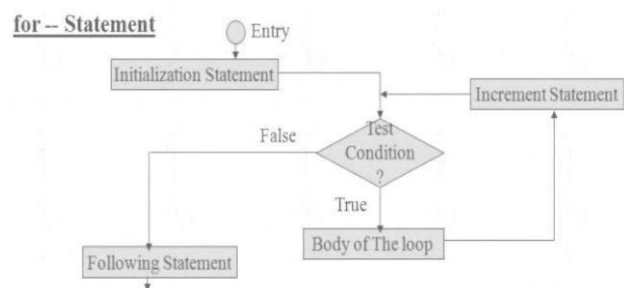 for -- Statement
Entry
Initialization Statement
Increment Statement
Test
Condition
?
False
True
Body of The loop
Following Statement